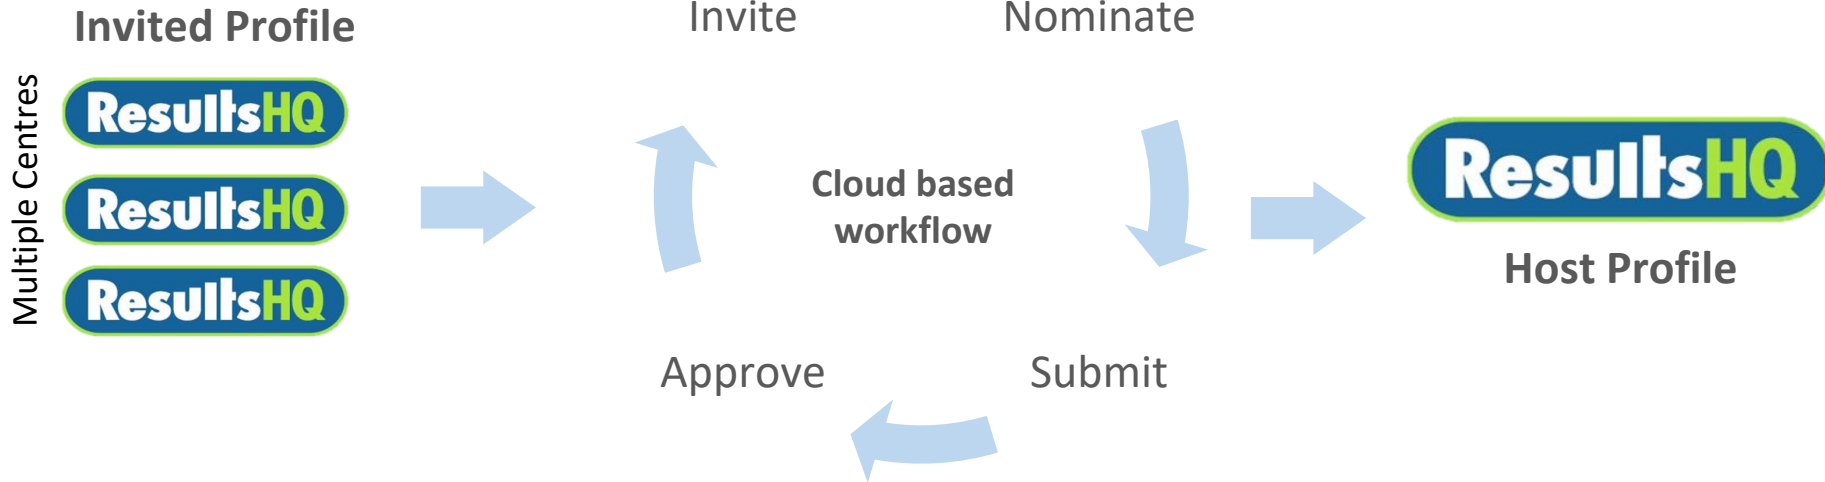 Invited Profile
Multiple Centres
ResultsHQ
ResultsHQ
ResultsHQ
Invite
Nominate
Cloud based
workflow
Approve
Submit
ResultsHQ
Host Profile